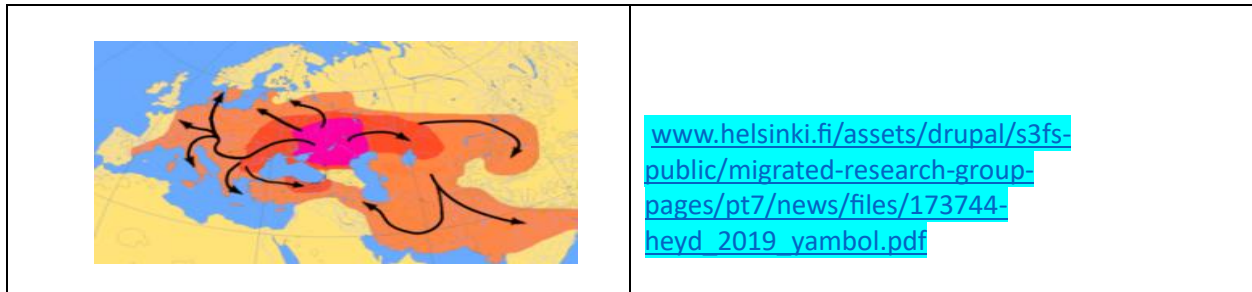 www.helsinki.fi/assets/drupal/s3fs-
public/migrated-research-group-
pages/pt7/news/files/173744-
heyd_2019_yambol.pdf